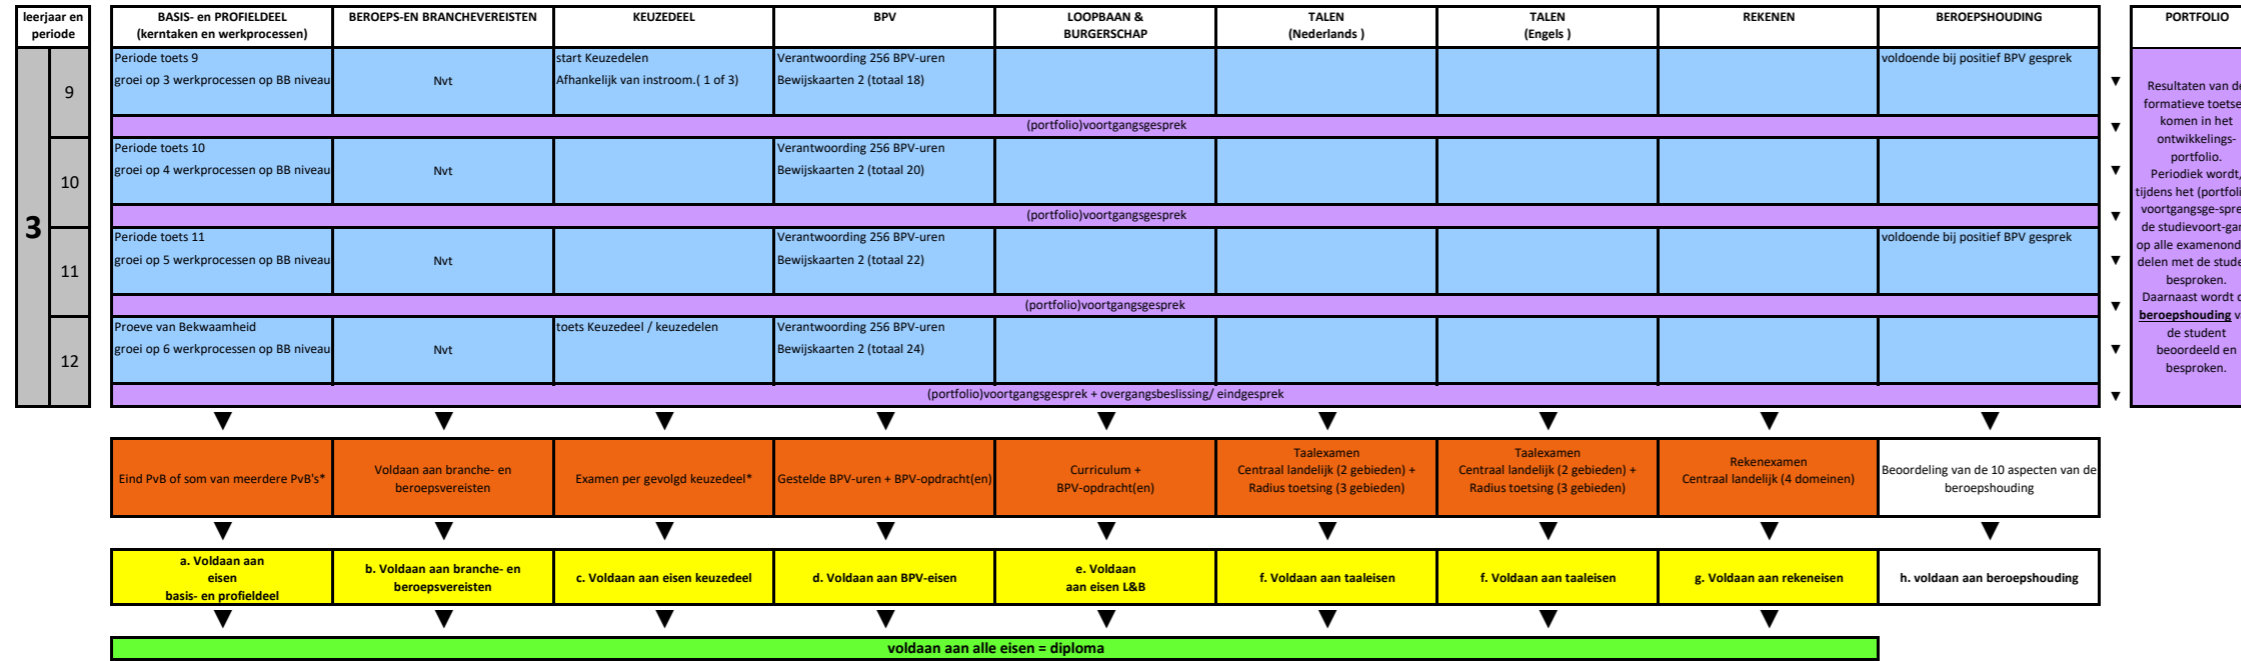 leerjaar en
periode
BASIS- en PROFIELDEEL
(kerntaken en werkprocessen)
BEROEPS-EN BRANCHEVEREISTEN
KEUZEDEEL
BPV
LOOPBAAN &
BURGERSCHAP
TALEN
(Nederlands )
TALEN
(Engels )
REKENEN
BEROEPSHOUDING
PORTFOLIO
3
9
Periode toets 9
groei op 3 werkprocessen op BB niveau
Nvt
start Keuzedelen
Afhankelijk van instroom.( 1 of 3)
Verantwoording 256 BPV-uren
Bewijskaarten 2 (totaal 18)
voldoende bij positief BPV gesprek
(portfolio)voortgangsgesprek
10
Periode toets 10
groei op 4 werkprocessen op BB niveau
Nvt
Verantwoording 256 BPV-uren
Bewijskaarten 2 (totaal 20)
(portfolio)voortgangsgesprek
11
Periode toets 11
groei op 5 werkprocessen op BB niveau
Nvt
Verantwoording 256 BPV-uren
Bewijskaarten 2 (totaal 22)
voldoende bij positief BPV gesprek
(portfolio)voortgangsgesprek
12
Proeve van Bekwaamheid
groei op 6 werkprocessen op BB niveau
Nvt
toets Keuzedeel / keuzedelen
Verantwoording 256 BPV-uren
Bewijskaarten 2 (totaal 24)
(portfolio)voortgangsgesprek + overgangsbeslissing/ eindgesprek
Resultaten van de
formatieve toetse
komen in het
ontwikkelings-
portfolio.
Periodiek wordt,
tijdens het (portfoli
voortgangsge-spre
de studievoort-gan
op alle examenond
delen met de stude
besproken.
Daarnaast wordt d
beroepshouding v
de student
beoordeeld en
besproken.
Eind PvB of som van meerdere PvB's*
Voldaan aan branche- en
beroepsvereisten
Examen per gevolgd keuzedeel*
Gestelde BPV-uren + BPV-opdracht(en)
Curriculum +
BPV-opdracht(en)
Taalexamen
Centraal landelijk (2 gebieden) +
Radius toetsing (3 gebieden)
Taalexamen
Centraal landelijk (2 gebieden) +
Radius toetsing (3 gebieden)
Rekenexamen
Centraal landelijk (4 domeinen)
Beoordeling van de 10 aspecten van de
beroepshouding
a. Voldaan aan
eisen
basis- en profieldeel
b. Voldaan aan branche- en
beroepsvereisten
c. Voldaan aan eisen keuzedeel
d. Voldaan aan BPV-eisen
e. Voldaan
aan eisen L&B
f. Voldaan aan taaleisen
f. Voldaan aan taaleisen
g. Voldaan aan rekeneisen
h. voldaan aan beroepshouding
voldaan aan alle eisen = diploma